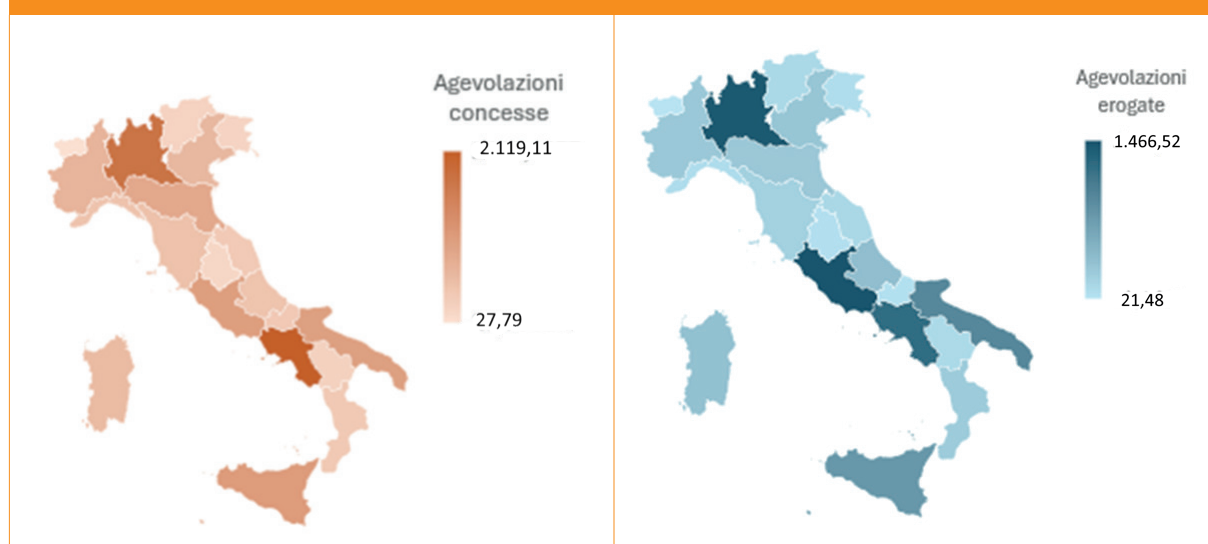 Agevolazioni
concesse
2.119,11
27,79
Agevolazioni
erogate
1.466,52
21,48